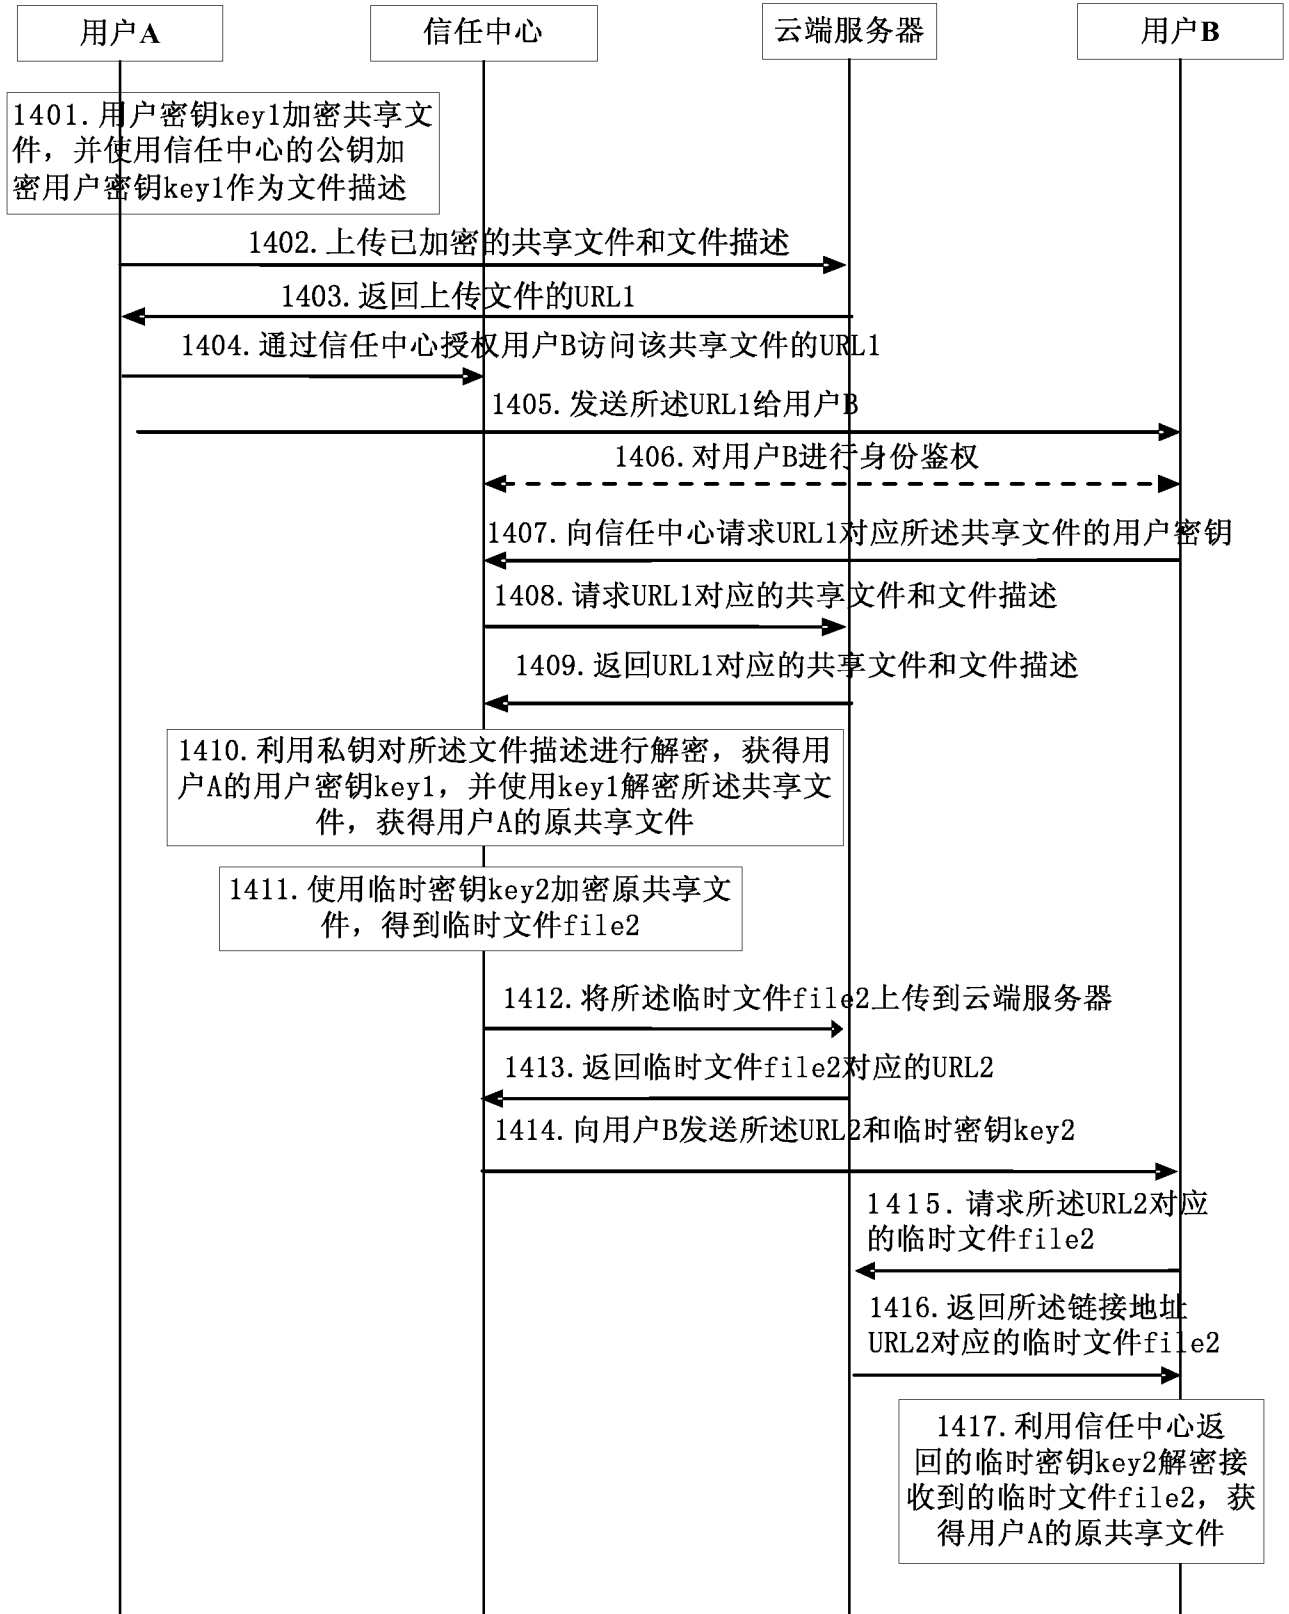 用户A
信任中心
云端服务器
用户B
1401.用户密钥key1加密共享文
件，并使用信任中心的公钥加
密用户密钥key1作为文件描述
1402.上传已加密的共享文件和文件描述
1403.返回上传文件的URL1
1404.通过信任中心授权用户B访问该共享文件的URL1
1405.发送所述URL1给用户B
1406.对用户B进行身份鉴权
1407.向信任中心请求URL1对应所述共享文件的用户密钥
1408.请求URL1对应的共享文件和文件描述
1409.返回URL1对应的共享文件和文件描述
1410.利用私钥对所述文件描述进行解密，获得用
户A的用户密钥key1，并使用key1解密所述共享文
件，获得用户A的原共享文件
1411.使用临时密钥key2加密原共享文
件，得到临时文件file2
1412.将所述临时文件file2上传到云端服务器
1413.返回临时文件file2对应的URL2
1414.向用户B发送所述URL2和临时密钥key2
1415.请求所述URL2对应
的临时文件file2
1416.返回所述链接地址
URL2对应的临时文件file2
1417.利用信任中心返
回的临时密钥key2解密接
收到的临时文件file2，获
得用户A的原共享文件